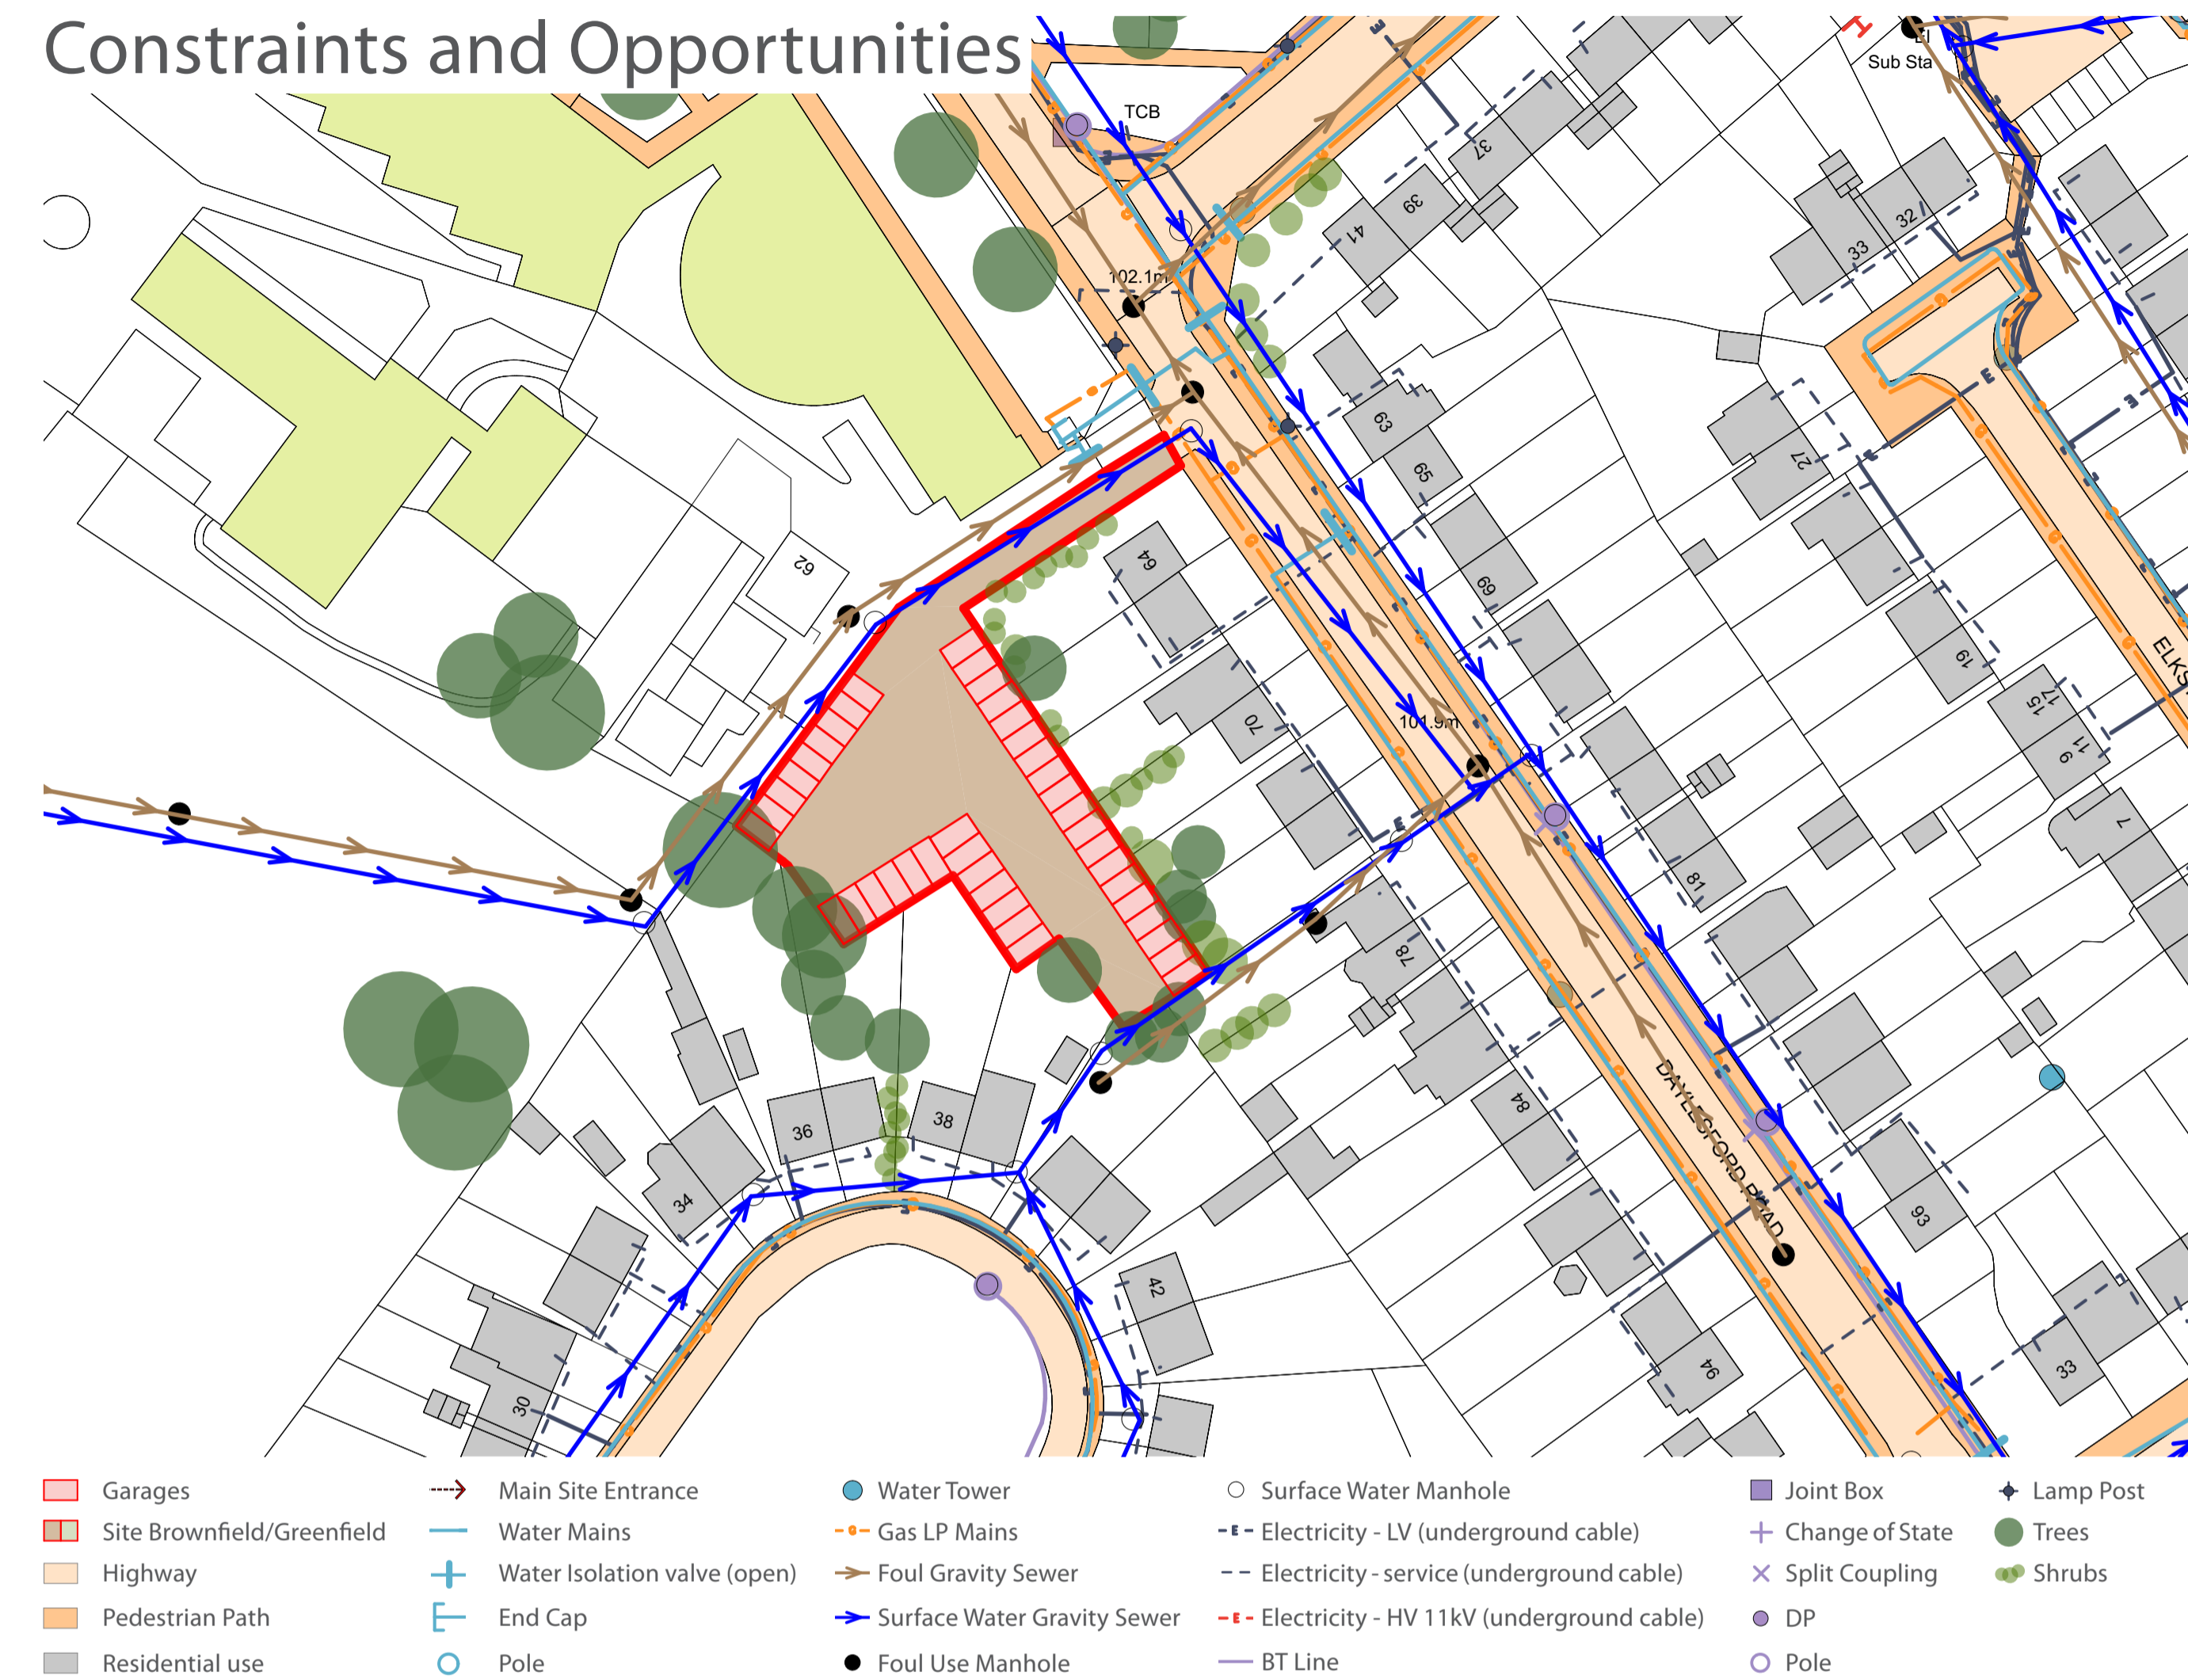 Constraints and Opportunities
TCB
El
Sub Sta
37
39
41
32
33
102.1m
63
65
27
62
64
69
19
70
101.9m
17
15
11
9
7
81
78
ELKS
84
DAYLESFORD ROAD
36
38
34
93
42
94
33
30
Garages
Main Site Entrance
Water Tower
Surface Water Manhole
Joint Box
Lamp Post
Site Brownfield/Greenfield
Water Mains
Gas LP Mains
Electricity - LV (underground cable)
Change of State
Trees
Highway
Water Isolation valve (open)
Foul Gravity Sewer
Electricity - service (underground cable)
Split Coupling
Shrubs
Pedestrian Path
End Cap
Surface Water Gravity Sewer
Electricity - HV 11kV (underground cable)
DP
Residential use
Pole
Foul Use Manhole
BT Line
Pole